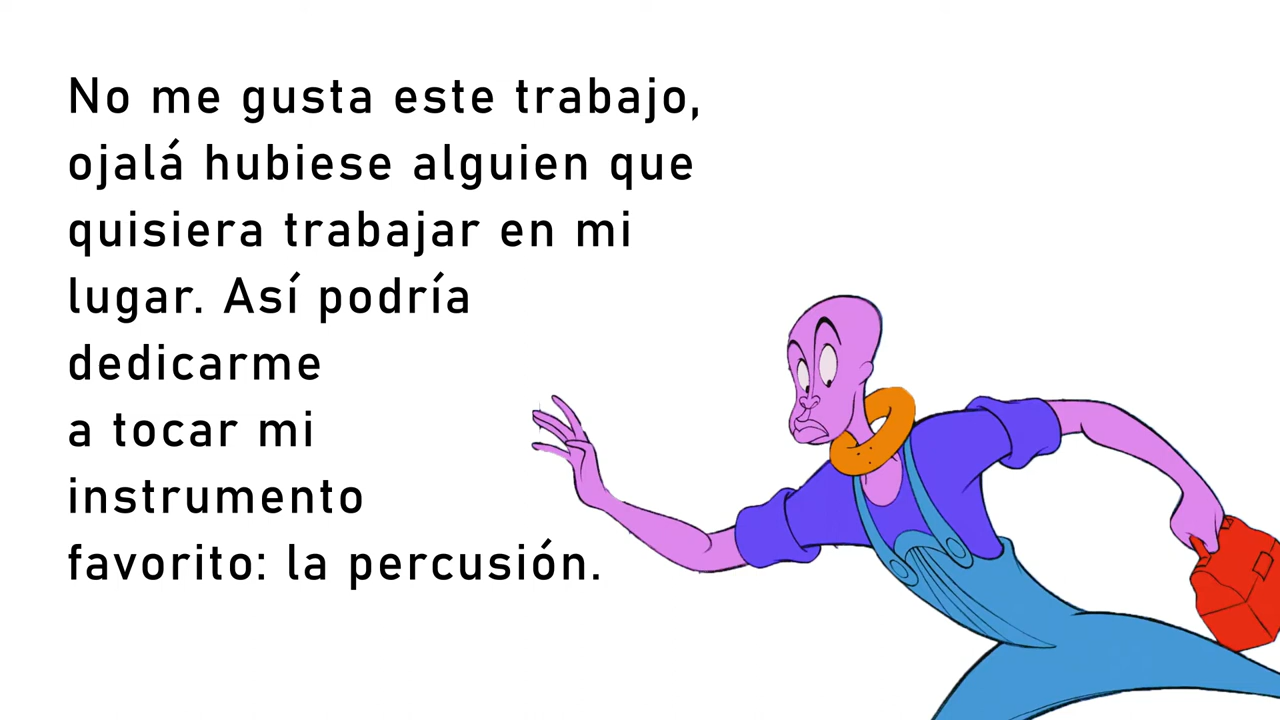 No me gusta este trabajo,
ojalá hubiese alguien que
quisiera trabajar en mi
lugar. Así podría
dedicarme
a tocar mi
instrumento
favorito: la percusión.